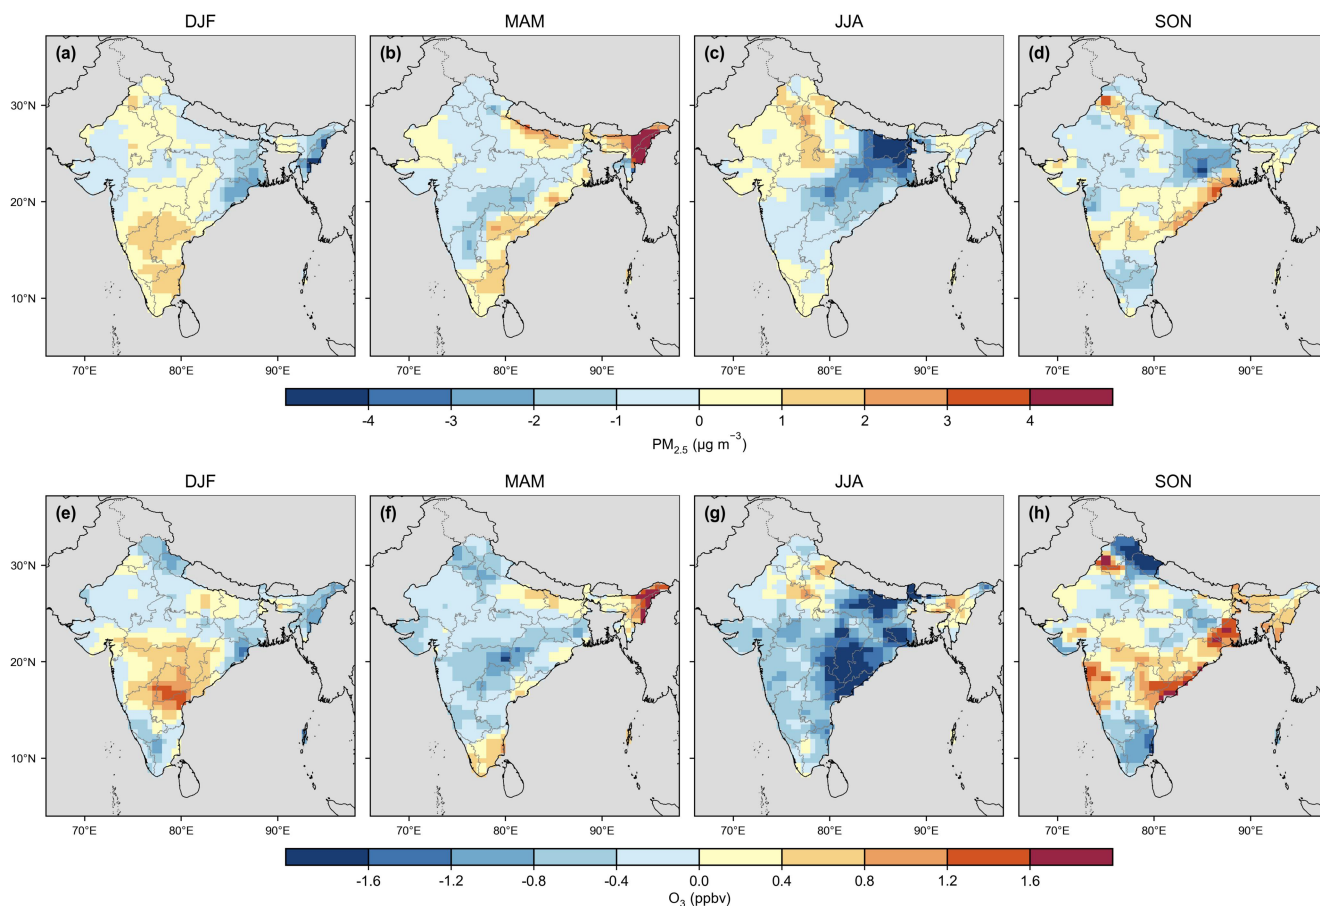 DJF MAM JJA SON
(a) (b) (c) (d)
30°N
20°N
10°N
70°E 80°E 90°E 70°E 80°E 90°E 70°E 80°E 90°E 70°E 80°E 90°E
-4 -3 -2 -1 0 1 2 3 4
PM₂.₅ (µg m⁻³)
DJF MAM JJA SON
(e) (f) (g) (h)
30°N
20°N
10°N
70°E 80°E 90°E 70°E 80°E 90°E 70°E 80°E 90°E 70°E 80°E 90°E
-1.6 -1.2 -0.8 -0.4 0.0 0.4 0.8 1.2 1.6
O₃ (ppbv)